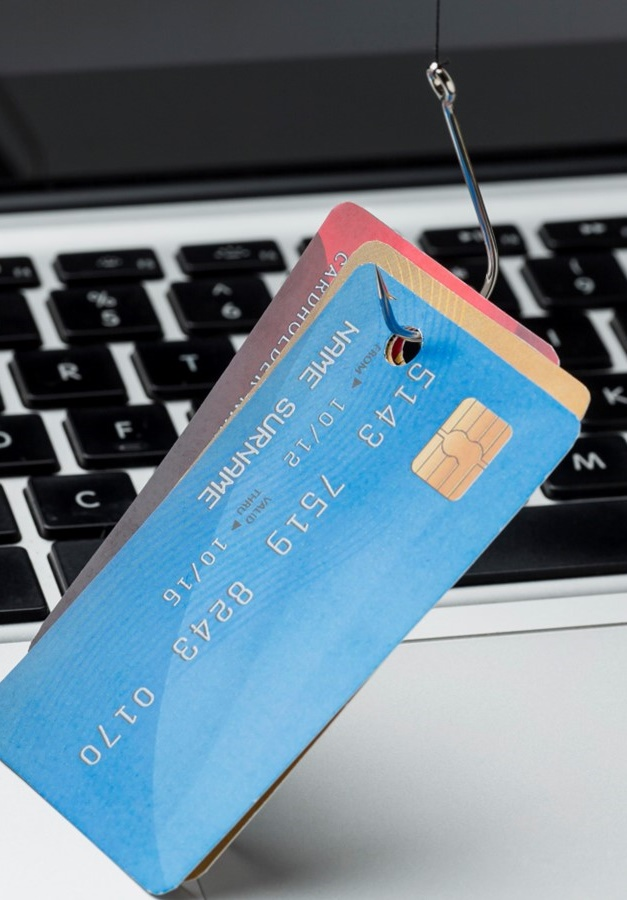 %
5
^
6
(
9
R
T
F
K
C
M
CARDHOLDER
5143 7519 8243 0170
FROM ▶ 10/12
VALID THRU ▶ 10/16
NAME SURNAME